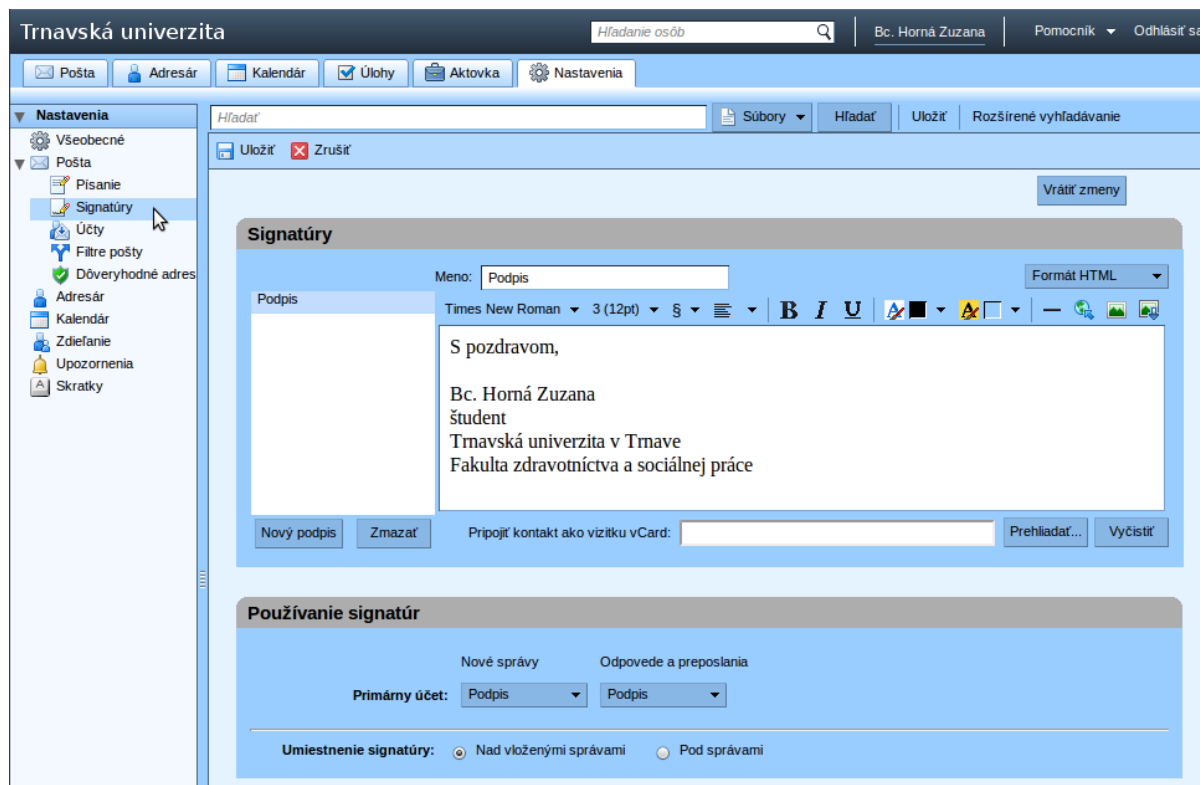 Trnavská univerzita
Hľadanie osôb
Bc. Horná Zuzana
Pomocník
Odhlásiť sa
Pošta
Adresár
Kalendár
Úlohy
Aktovka
Nastavenia
Nastavenia
Všeobecné
Pošta
Písanie
Signatúry
Účty
Filtre pošty
Dôveryhodné adres
Adresár
Kalendár
Zdieľanie
Upozornenia
Skratky
Hľadať
Súbory
Hľadať
Uložiť
Rozšírené vyhľadávanie
Uložiť
Zrušiť
Vrátiť zmeny
Signatúry
Meno:
Podpis
Formát HTML
Podpis
Times New Roman
3 (12pt)
§
B
I
U
S pozdravom,
Bc. Horná Zuzana
študent
Trnavská univerzita v Trnave
Fakulta zdravotníctva a sociálnej práce
Nový podpis
Zmazať
Pripojiť kontakt ako vizitku vCard:
Prehliadať...
Vyčistiť
Používanie signatúr
Nové správy
Odpovede a preposlania
Primárny účet:
Podpis
Podpis
Umiestnenie signatúry:
Nad vloženými správami
Pod správami